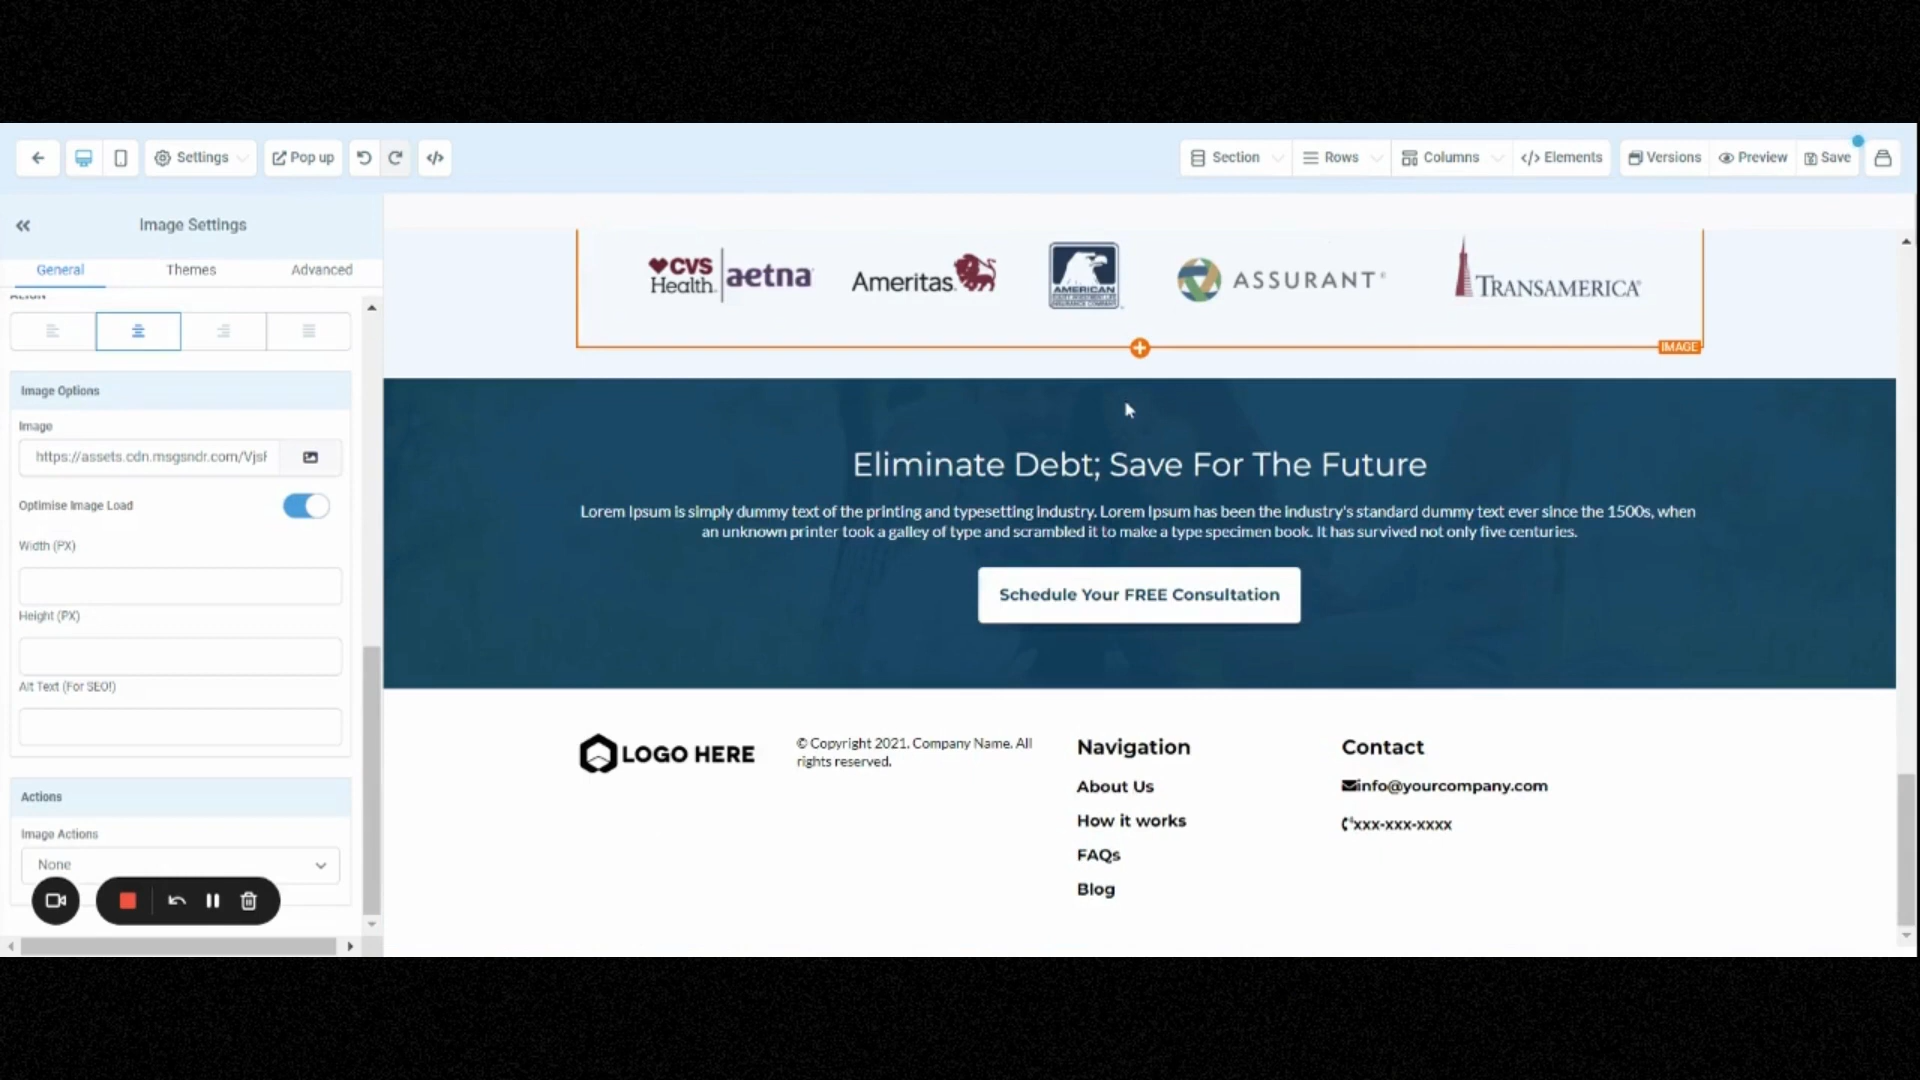 Settings
Pop up
Section
Rows
Columns
</> Elements
Versions
Preview
Save
Image Settings
General
Themes
Advanced
Image Options
Image
https://assets.cdn.msgsndr.com/Vjsf
Optimise Image Load
Width (PX)
Height (PX)
Alt Text (For SEO!)
Actions
Image Actions
None
CVS
Health
aetna
Ameritas
AMERICAN
ASSURANT
TRANSAMERICA
IMAGE
Eliminate Debt; Save For The Future
Lorem Ipsum is simply dummy text of the printing and typesetting industry. Lorem Ipsum has been the industry's standard dummy text ever since the 1500s, when
an unknown printer took a galley of type and scrambled it to make a type specimen book. It has survived not only five centuries.
Schedule Your FREE Consultation
LOGO HERE
© Copyright 2021. Company Name. All
rights reserved.
Navigation
About Us
How it works
FAQs
Blog
Contact
info@yourcompany.com
xxx-xxx-xxxx